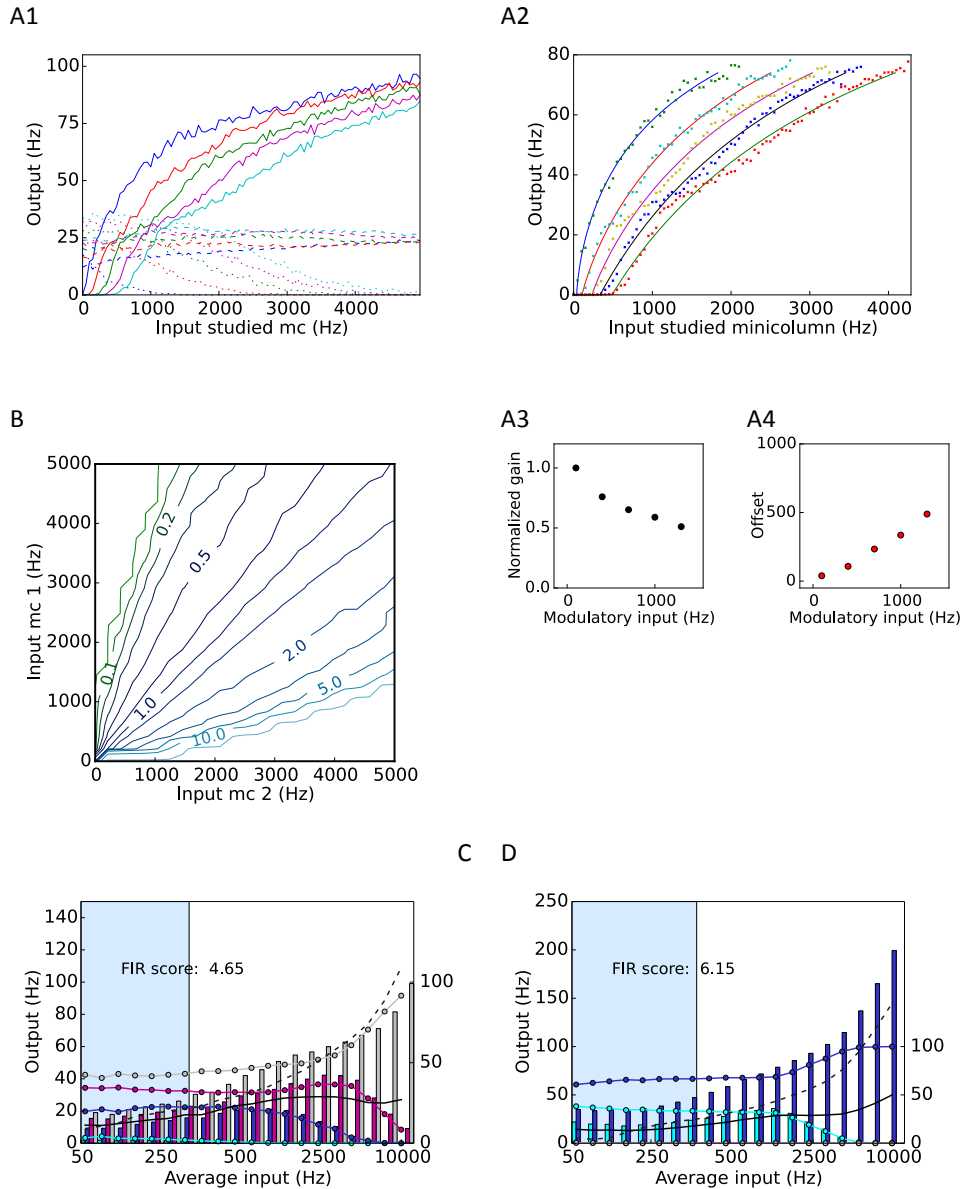 A1
A2
100
75
50
25
0
Output (Hz)
0 1000 2000 3000 4000
Input studied mc (Hz)
80
60
40
20
0
Output (Hz)
0 1000 2000 3000 4000
Input studied minicolumn (Hz)
B
5000
4000
3000
2000
1000
0
Input mc 1 (Hz)
0.1
0.2
0.5
1.0
2.0
5.0
10.0
0 1000 2000 3000 4000 5000
Input mc 2 (Hz)
A3
1.0
0.5
0.0
Normalized gain
0 1000
Modulatory input (Hz)
A4
1000
500
0
Offset
0 1000
Modulatory input (Hz)
C
140
120
100
80
60
40
20
0
Output (Hz)
FIR score: 4.65
100
50
0
50 250 500 2500 10000
Average input (Hz)
D
250
200
150
100
50
0
Output (Hz)
FIR score: 6.15
100
50
0
50 250 500 2500 10000
Average input (Hz)